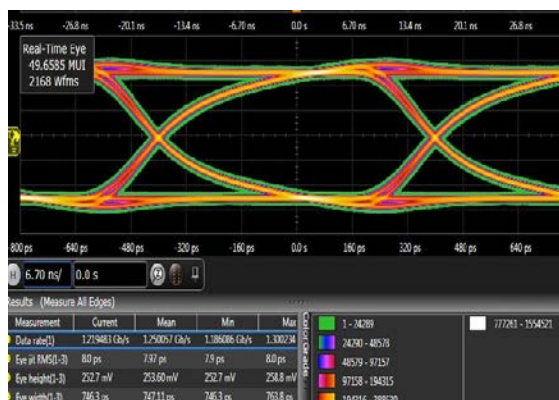 -33.5 ns -26.8 ns -20.1 ns -13.4 ns -6.70 ns 0.0 s 6.70 ns 13.4 ns 20.1 ns 26.8 ns
Real-Time Eye
49.6585 MUI
2168 Wfms
-800 ps -640 ps -480 ps -320 ps -160 ps 0.0 s 160 ps 320 ps 480 ps 640 ps
H 6.70 ns/ 0.0 s
Results (Measure All Edges)
Measurement Current Mean Min Max
Data rate(1) 1.219483 Gb/s 1.250057 Gb/s 1.186086 Gb/s 1.300234
Eye jit RMS(1-3) 8.0 ps 7.97 ps 7.9 ps 8.0 ps
Eye height(1-3) 252.7 mV 253.60 mV 252.7 mV 258.8 mV
Eye width(1-3) 746.3 ps 747.11 ps 746.3 ps 763.8 ps
Color Grade
1 - 24289
24290 - 48578
48579 - 97157
97158 - 194315
777261 - 1554521